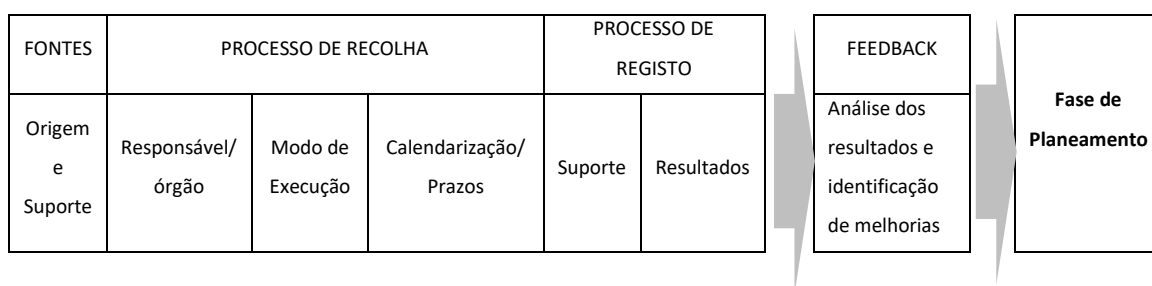 FONTES
PROCESSO DE RECOLHA
PROCESSO DE
REGISTO
FEEDBACK
Origem
e
Suporte
Responsável/
órgão
Modo de
Execução
Calendarização/
Prazos
Suporte
Resultados
Análise dos
resultados e
identificação
de melhorias
Fase de
Planeamento